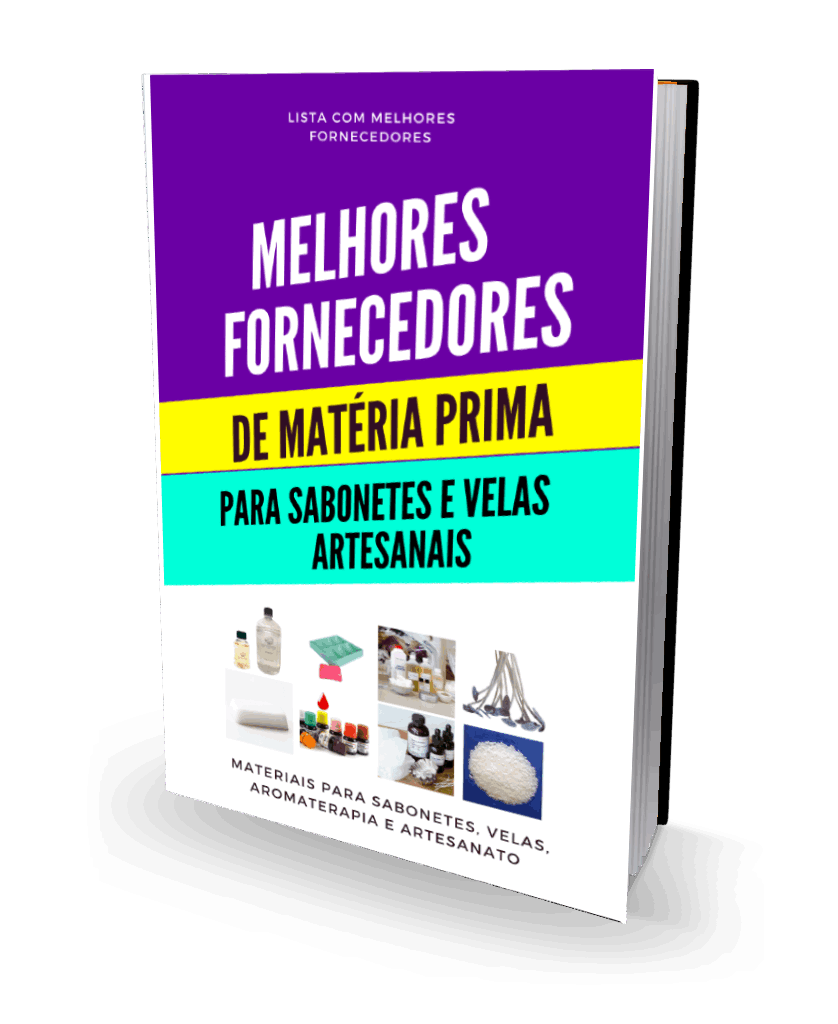 LISTA COM MELHORES
FORNECEDORES
MELHORES
FORNECEDORES
DE MATÉRIA PRIMA
PARA SABONETES E VELAS
ARTESANAIS
MATERIAIS PARA SABONETES, VELAS,
AROMATERAPIA E ARTESANATO